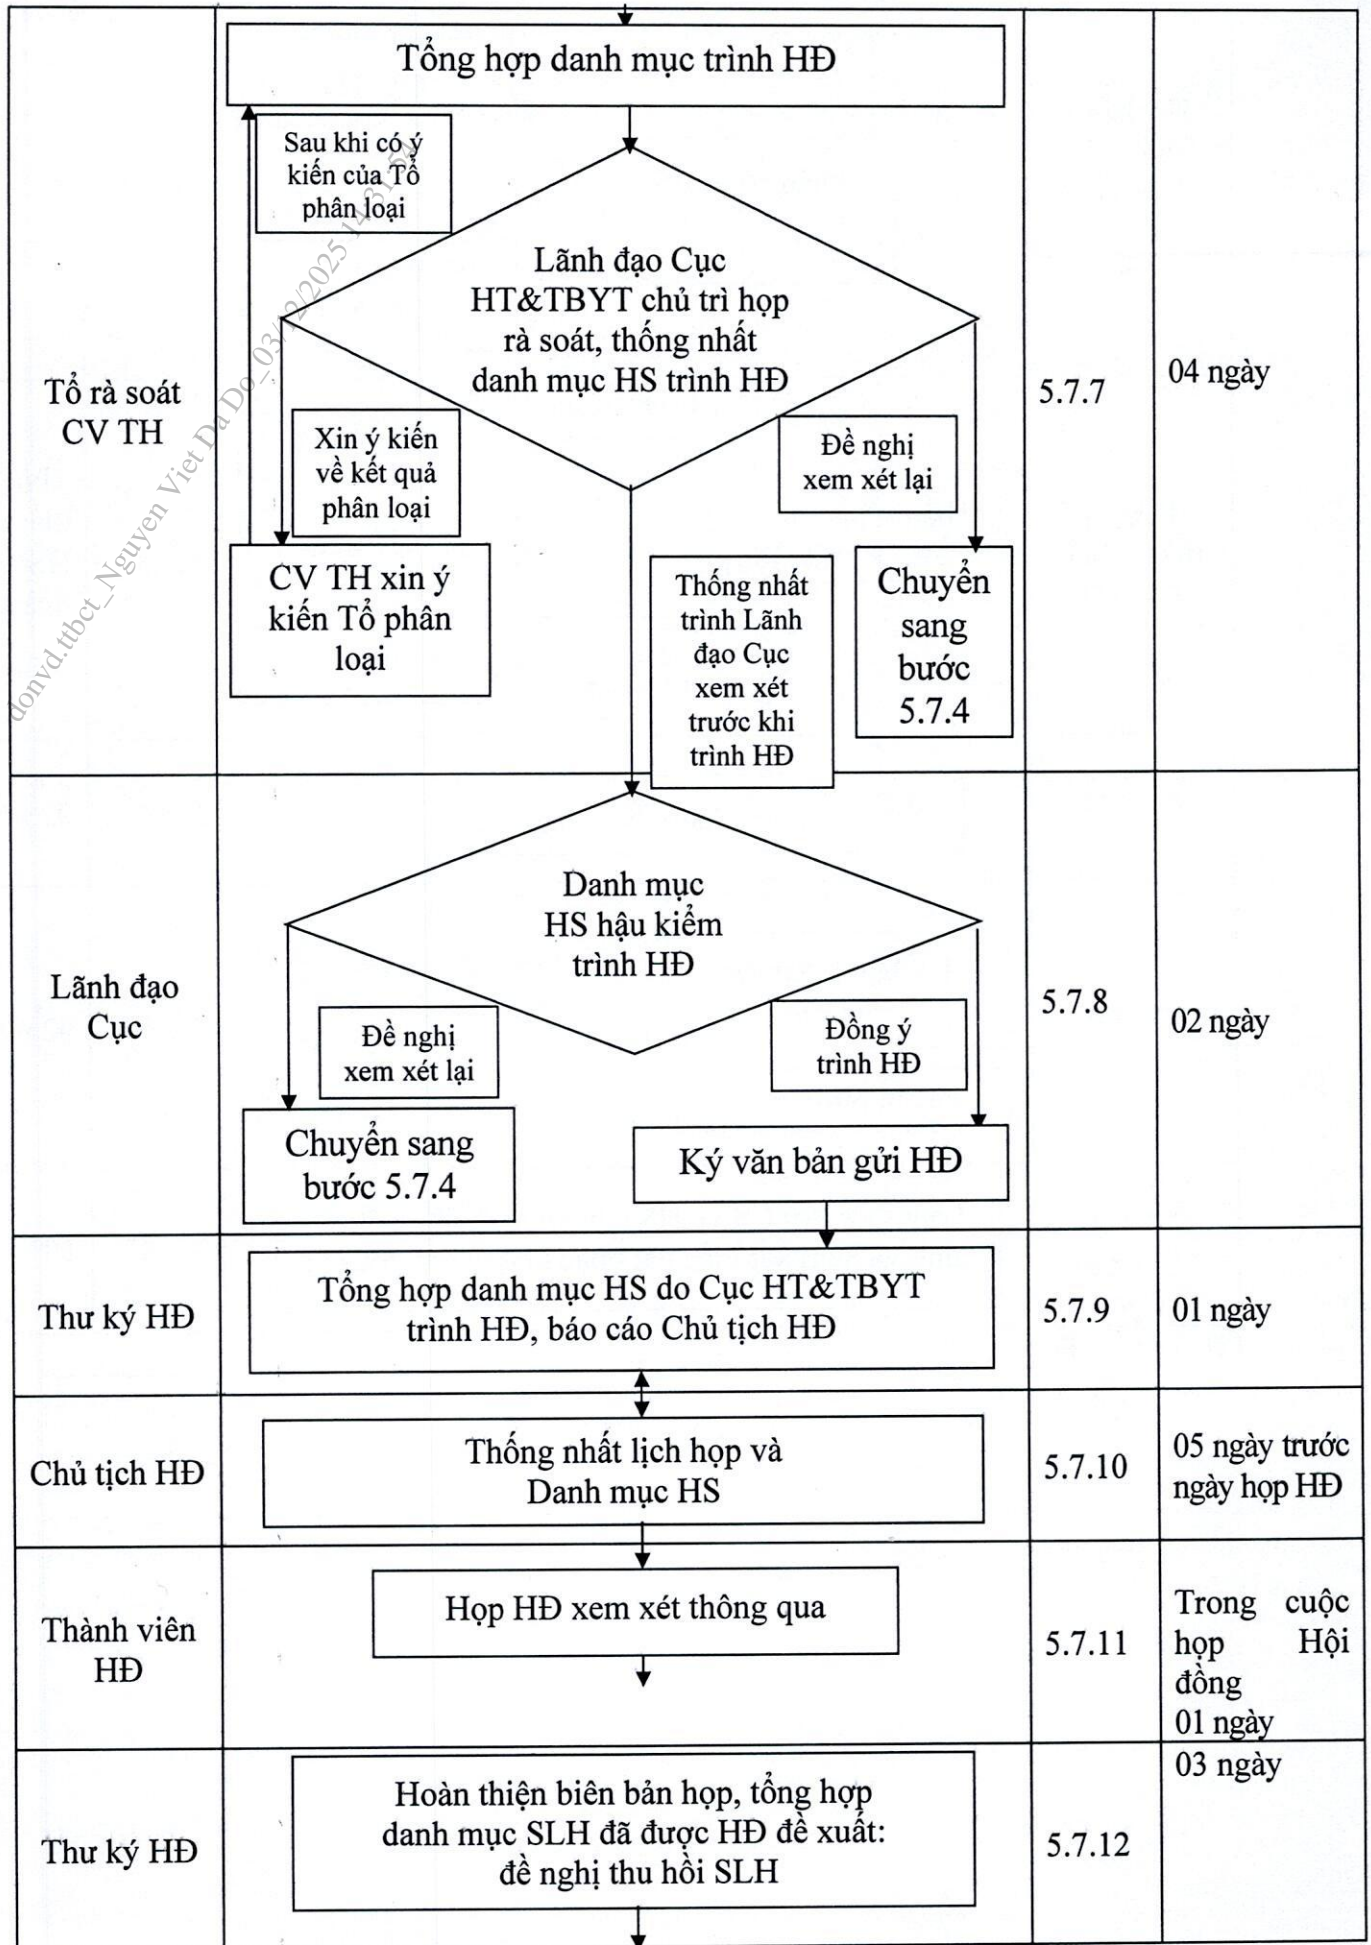 Tổng hợp danh mục trình HĐ
Sau khi có ý
kiến của Tổ
phân loại
Lãnh đạo Cục
HT&TBYT chủ trì họp
rà soát, thống nhất
danh mục HS trình HĐ
Tổ rà soát
CV TH
5.7.7
04 ngày
Xin ý kiến
về kết quả
phân loại
Đề nghị
xem xét lại
CV TH xin ý
kiến Tổ phân
loại
Thống nhất
trình Lãnh
đạo Cục
xem xét
trước khi
trình HĐ
Chuyển
sang
bước
5.7.4
donvd.ttbct_Nguyen Viet Da Do_03/12/2025 14:31:54
Danh mục
HS hậu kiểm
trình HĐ
Lãnh đạo
Cục
5.7.8
02 ngày
Đề nghị
xem xét lại
Đồng ý
trình HĐ
Chuyển sang
bước 5.7.4
Ký văn bản gửi HĐ
Thư ký HĐ
Tổng hợp danh mục HS do Cục HT&TBYT
trình HĐ, báo cáo Chủ tịch HĐ
5.7.9
01 ngày
Chủ tịch HĐ
Thống nhất lịch họp và
Danh mục HS
5.7.10
05 ngày trước
ngày họp HĐ
Thành viên
HĐ
Họp HĐ xem xét thông qua
5.7.11
Trong cuộc
họp Hội
đồng
01 ngày
Thư ký HĐ
Hoàn thiện biên bản họp, tổng hợp
danh mục SLH đã được HĐ đề xuất:
đề nghị thu hồi SLH
5.7.12
03 ngày